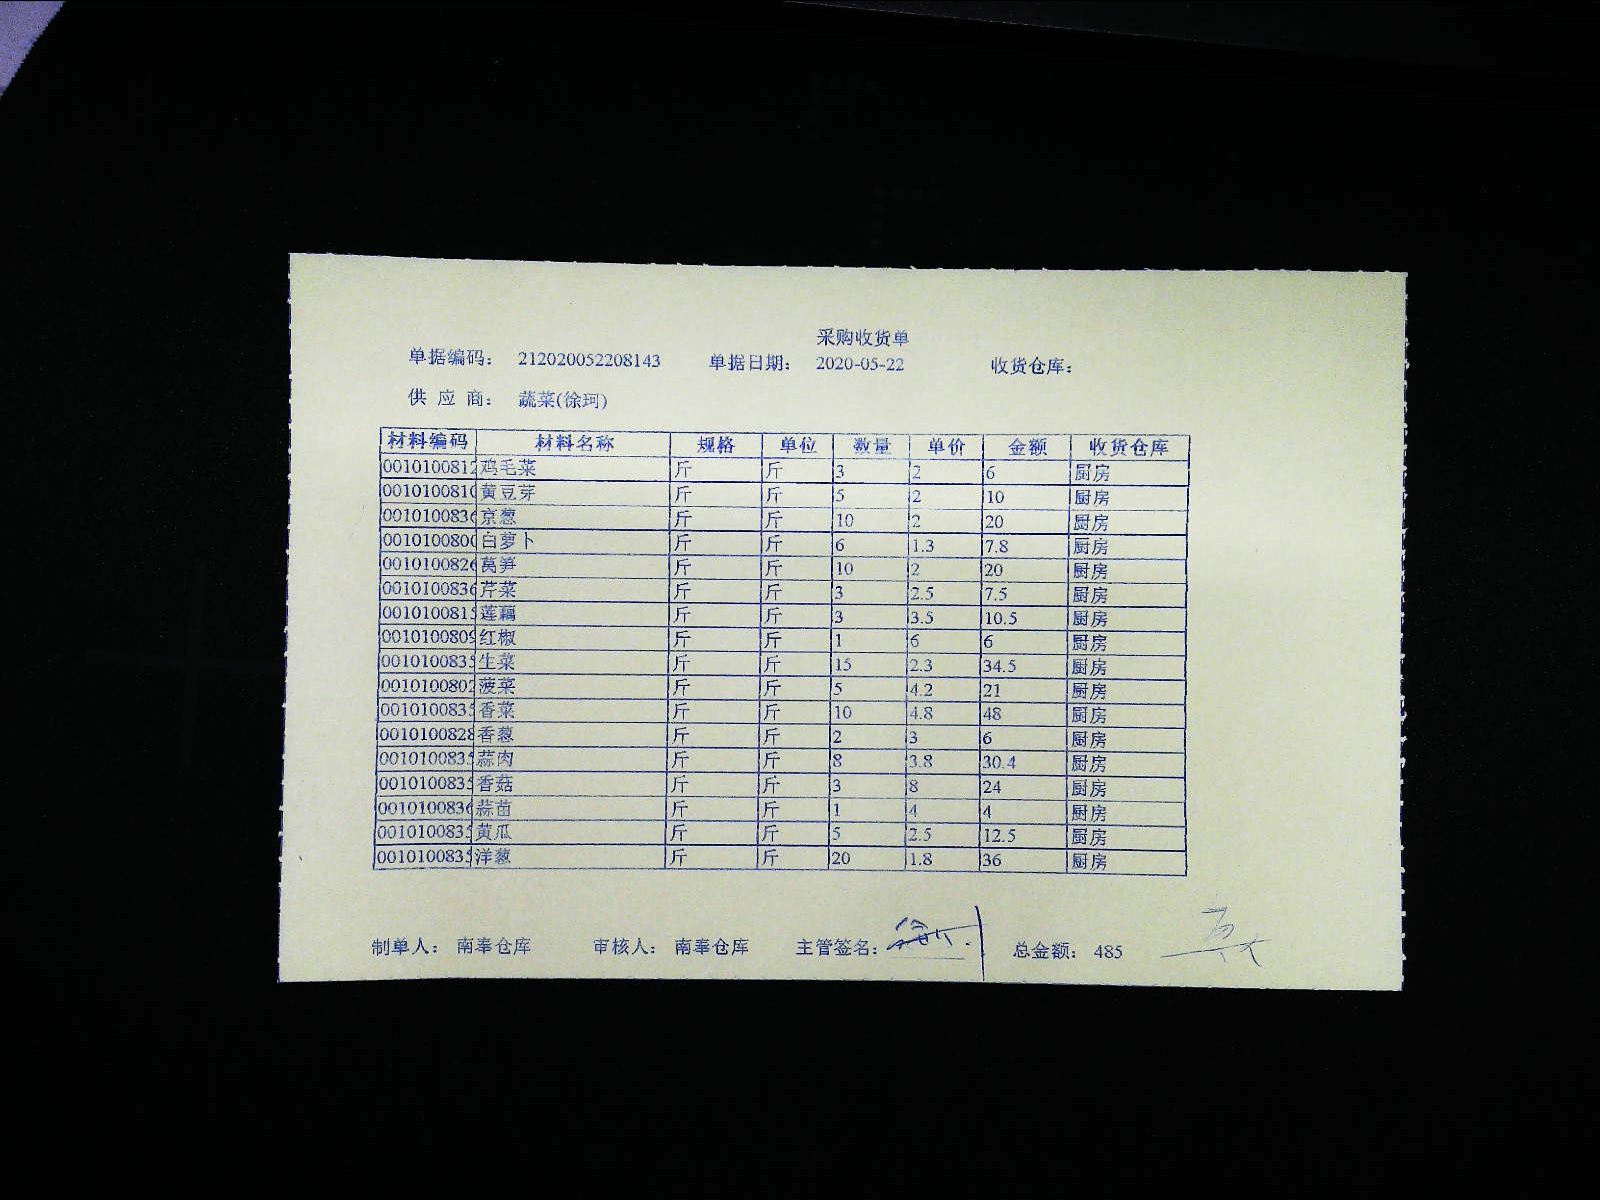 采购收货单
单据编码： 212020052208143 单据日期： 2020-05-22 收货仓库：
供 应 商： 蔬菜(徐珂)
材料编码 材料名称 规格 单位 数量 单价 金额 收货仓库
001010081 鸡毛菜 斤 斤 3 2 6 厨房
001010081 黄豆芽 斤 斤 5 2 10 厨房
001010083 京葱 斤 斤 10 2 20 厨房
001010080 白萝卜 斤 斤 6 1.3 7.8 厨房
001010082 莴笋 斤 斤 10 2 20 厨房
001010083 芹菜 斤 斤 3 2.5 7.5 厨房
001010081 莲藕 斤 斤 3 3.5 10.5 厨房
001010080 红椒 斤 斤 1 6 6 厨房
001010083 生菜 斤 斤 15 2.3 34.5 厨房
001010080 菠菜 斤 斤 5 4.2 21 厨房
001010083 香菜 斤 斤 10 4.8 48 厨房
001010082 香葱 斤 斤 2 3 6 厨房
001010083 蒜肉 斤 斤 8 3.8 30.4 厨房
001010083 香菇 斤 斤 3 8 24 厨房
001010083 蒜苗 斤 斤 1 4 4 厨房
001010083 黄瓜 斤 斤 5 2.5 12.5 厨房
001010083 洋葱 斤 斤 20 1.8 36 厨房
制单人： 南奉仓库 审核人： 南奉仓库 主管签名： 总金额： 485